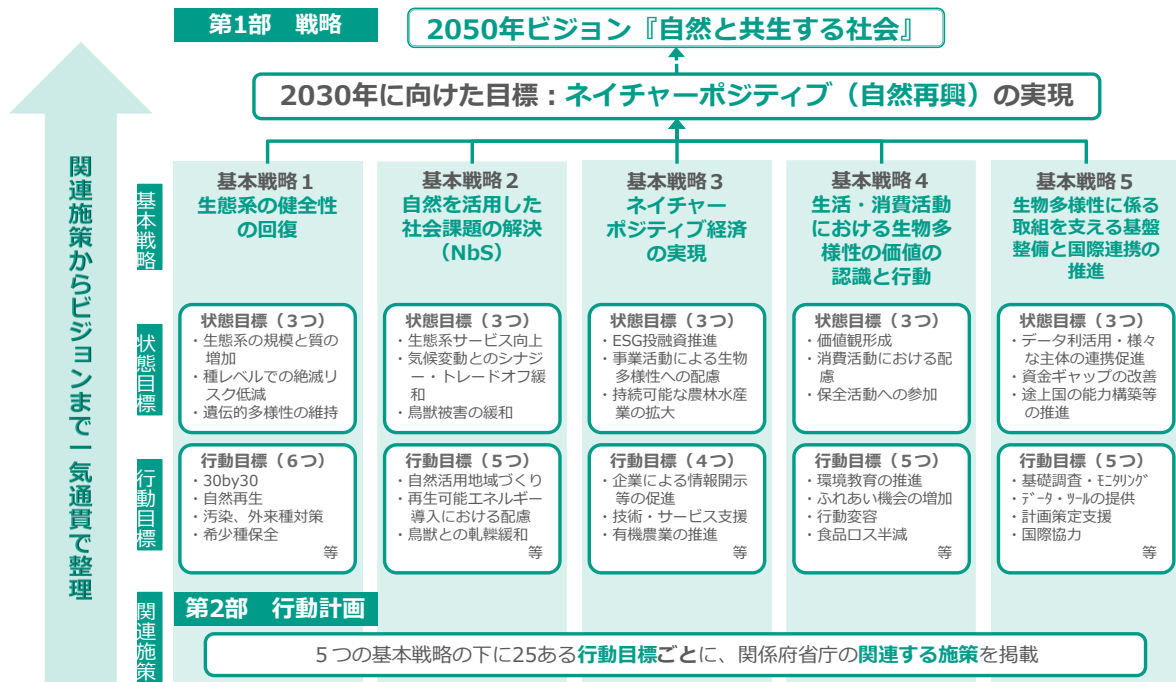 第1部 戦略
2050年ビジョン『自然と共生する社会』
2030年に向けた目標：ネイチャーポジティブ（自然再興）の実現
関連施策からビジョンまで一気通貫で整理
基本戦略
基本戦略１
生態系の健全性
の回復
基本戦略２
自然を活用した
社会課題の解決
（NbS）
基本戦略３
ネイチャー
ポジティブ経済
の実現
基本戦略４
生活・消費活動
における生物多
様性の価値の
認識と行動
基本戦略５
生物多様性に係る
取組を支える基盤
整備と国際連携の
推進
状態目標
状態目標（３つ）
・生態系の規模と質の
増加
・種レベルでの絶滅リ
スク低減
・遺伝的多様性の維持
状態目標（３つ）
・生態系サービス向上
・気候変動とのシナジ
ー・トレードオフ緩
和
・鳥獣被害の緩和
状態目標（３つ）
・ESG投融資推進
・事業活動による生物
多様性への配慮
・持続可能な農林水産
業の拡大
状態目標（３つ）
・価値観形成
・消費活動における配
慮
・保全活動への参加
状態目標（３つ）
・データ利活用・様々
な主体の連携促進
・資金ギャップの改善
・途上国の能力構築等
の推進
行動目標
行動目標（６つ）
・30by30
・自然再生
・汚染、外来種対策
・希少種保全
等
行動目標（５つ）
・自然活用地域づくり
・再生可能エネルギー
導入における配慮
・鳥獣との軋轢緩和
等
行動目標（４つ）
・企業による情報開示
等の促進
・技術・サービス支援
・有機農業の推進
等
行動目標（５つ）
・環境教育の推進
・ふれあい機会の増加
・行動変容
・食品ロス半減
等
行動目標（５つ）
・基礎調査・ﾓﾆﾀﾘﾝｸﾞ
・ﾃﾞｰﾀ・ﾂｰﾙの提供
・計画策定支援
・国際協力
等
関連施策
第2部 行動計画
５つの基本戦略の下に25ある行動目標ごとに、関係府省庁の関連する施策を掲載